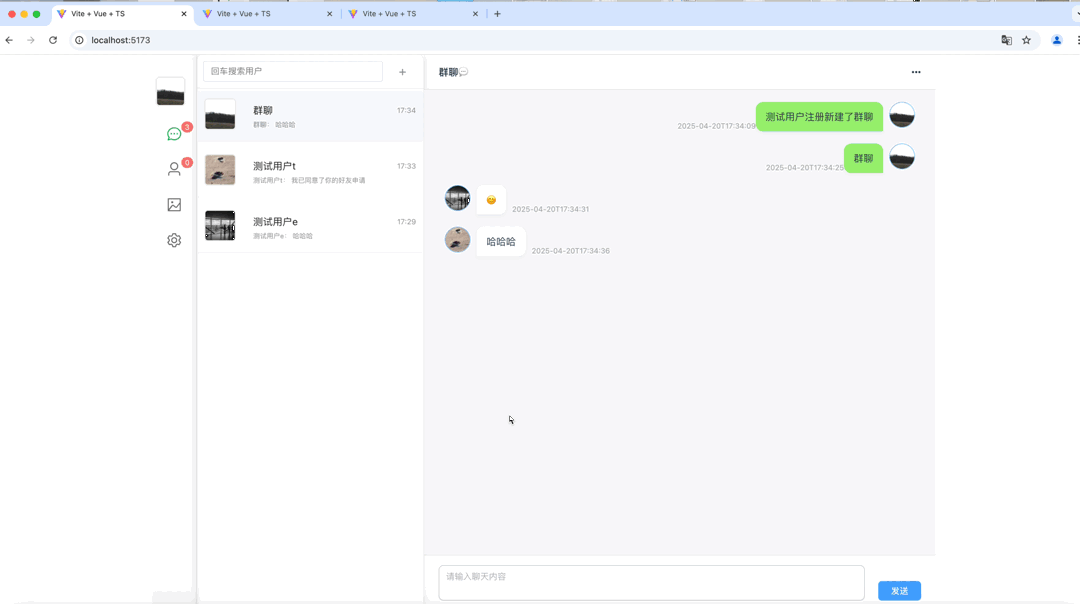 Vite + Vue + TS
Vite + Vue + TS
Vite + Vue + TS
localhost:5173
回车搜索用户
3
0
群聊
17:34
群聊: 哈哈哈
测试用户t
17:33
测试用户t: 我已同意了你的好友申请
测试用户e
17:29
测试用户e: 哈哈哈
群聊
测试用户注册新建了群聊
2025-04-20T17:34:09
群聊
2025-04-20T17:34:25
😊
2025-04-20T17:34:31
哈哈哈
2025-04-20T17:34:36
请输入聊天内容
发送